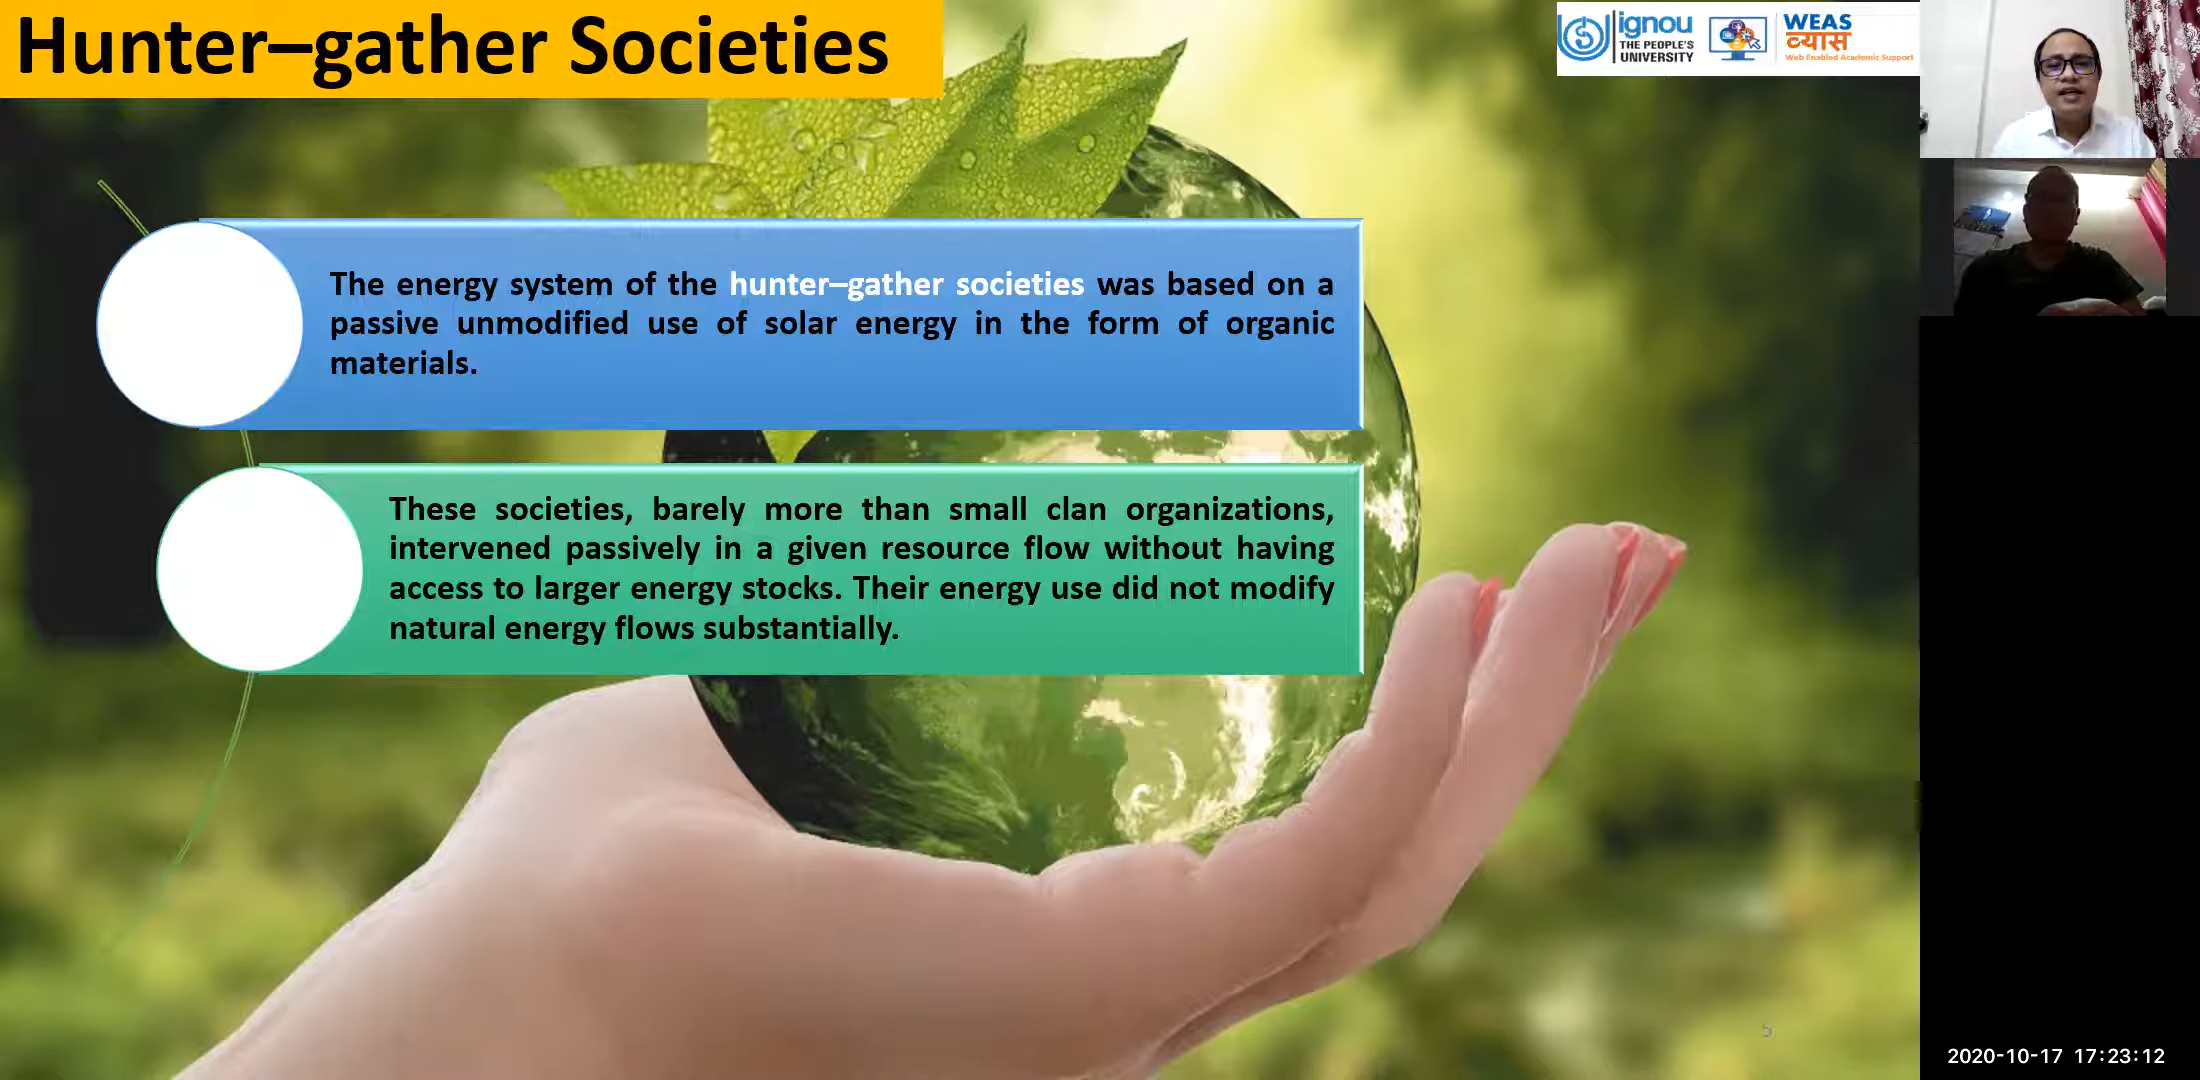 Hunter–gather Societies
ignou
THE PEOPLE'S
UNIVERSITY
WEAS
व्यास
Web Enabled Academic Support
The energy system of the hunter–gather societies was based on a
passive unmodified use of solar energy in the form of organic
materials.
These societies, barely more than small clan organizations,
intervened passively in a given resource flow without having
access to larger energy stocks. Their energy use did not modify
natural energy flows substantially.
5
2020-10-17 17:23:12